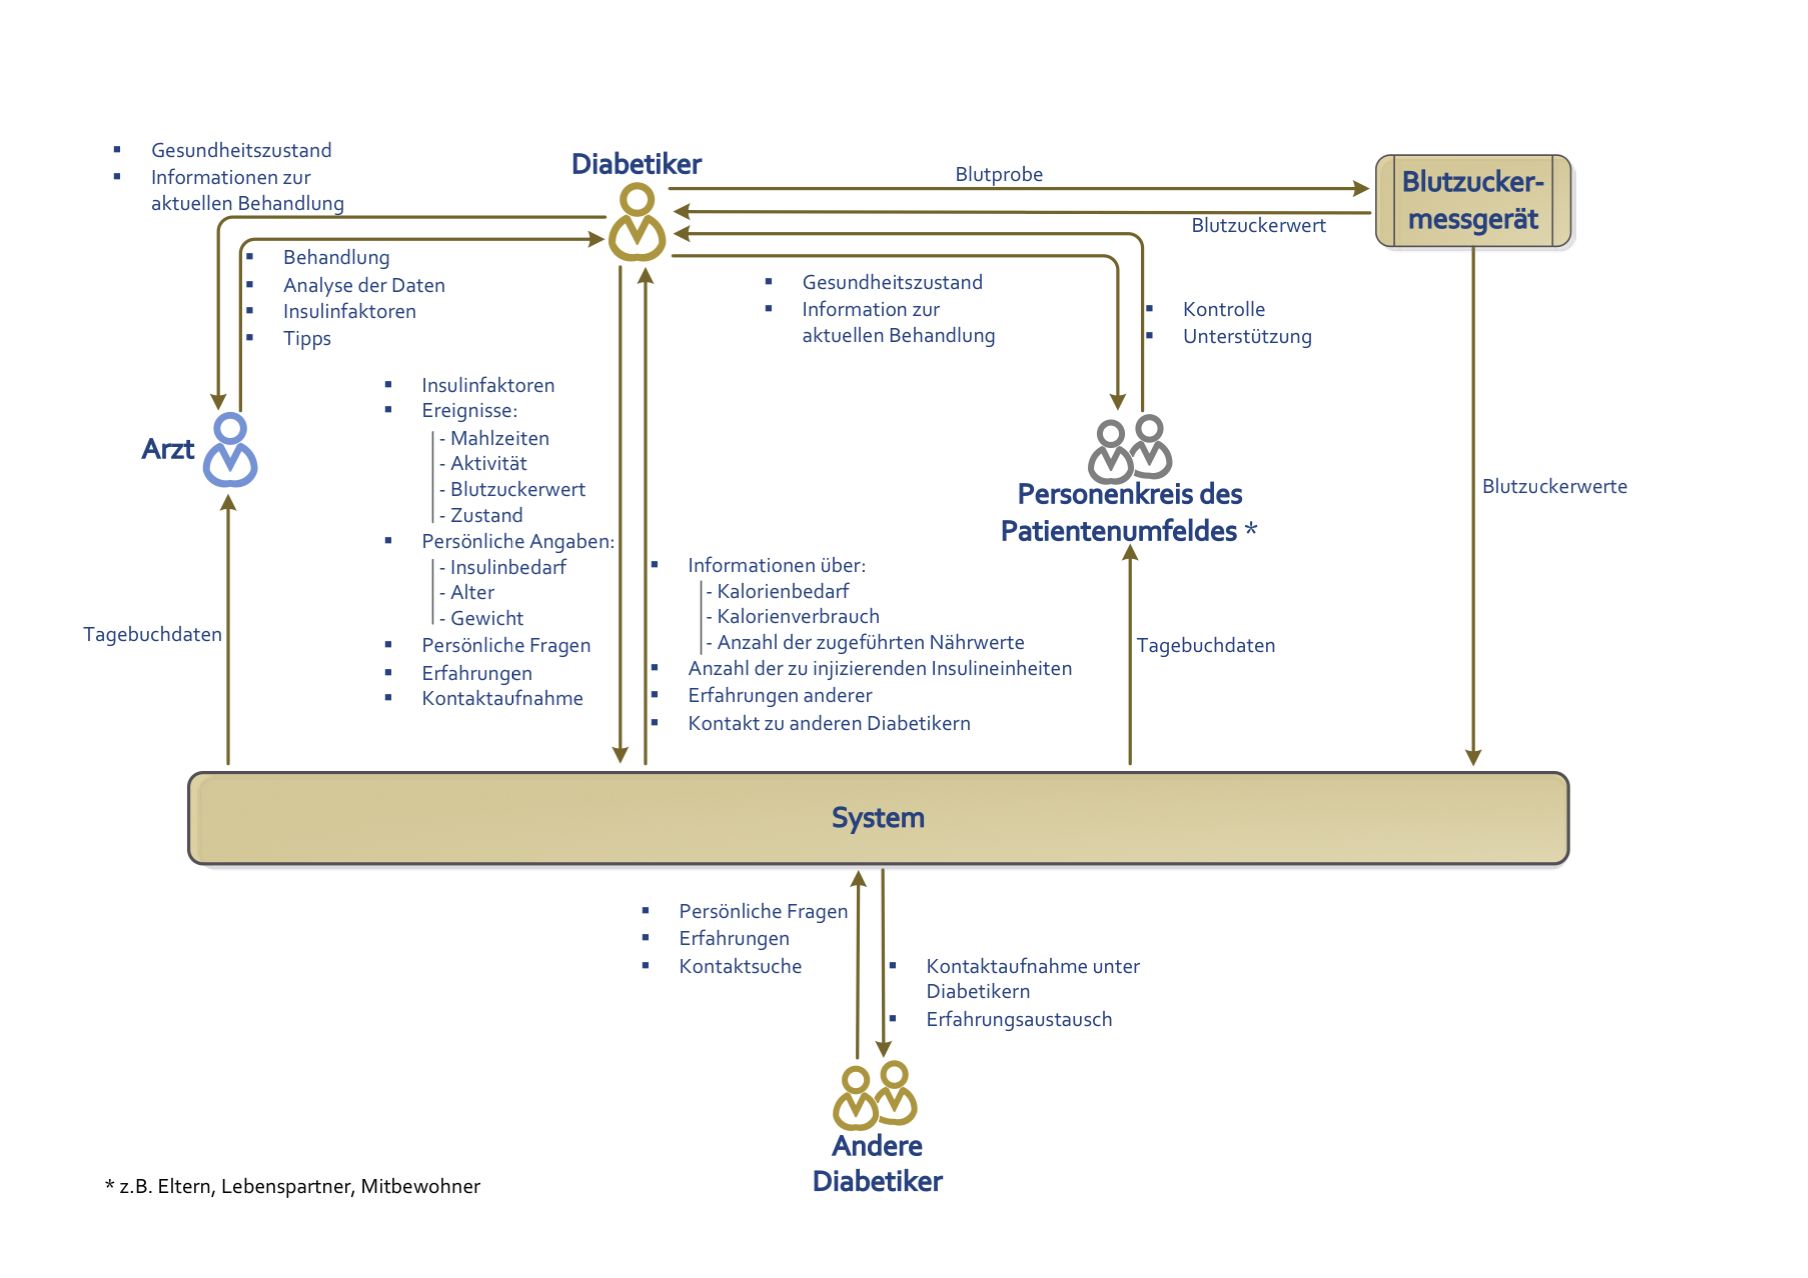 Gesundheitszustand
Informationen zur
aktuellen Behandlung
Diabetiker
Blutprobe
Blutzuckerwert
Blutzucker-
messgerät
Behandlung
Analyse der Daten
Insulinfaktoren
Tipps
Gesundheitszustand
Information zur
aktuellen Behandlung
Kontrolle
Unterstützung
Arzt
Insulinfaktoren
Ereignisse:
- Mahlzeiten
- Aktivität
- Blutzuckerwert
- Zustand
Persönliche Angaben:
- Insulinbedarf
- Alter
- Gewicht
Persönliche Fragen
Erfahrungen
Kontaktaufnahme
Personenkreis des
Patientenumfeldes *
Blutzuckerwerte
Informationen über:
- Kalorienbedarf
- Kalorienverbrauch
- Anzahl der zugeführten Nährwerte
Anzahl der zu injizierenden Insulineinheiten
Erfahrungen anderer
Kontakt zu anderen Diabetikern
Tagebuchdaten
Tagebuchdaten
System
Persönliche Fragen
Erfahrungen
Kontaktsuche
Kontaktaufnahme unter
Diabetikern
Erfahrungsaustausch
Andere
Diabetiker
* z.B. Eltern, Lebenspartner, Mitbewohner